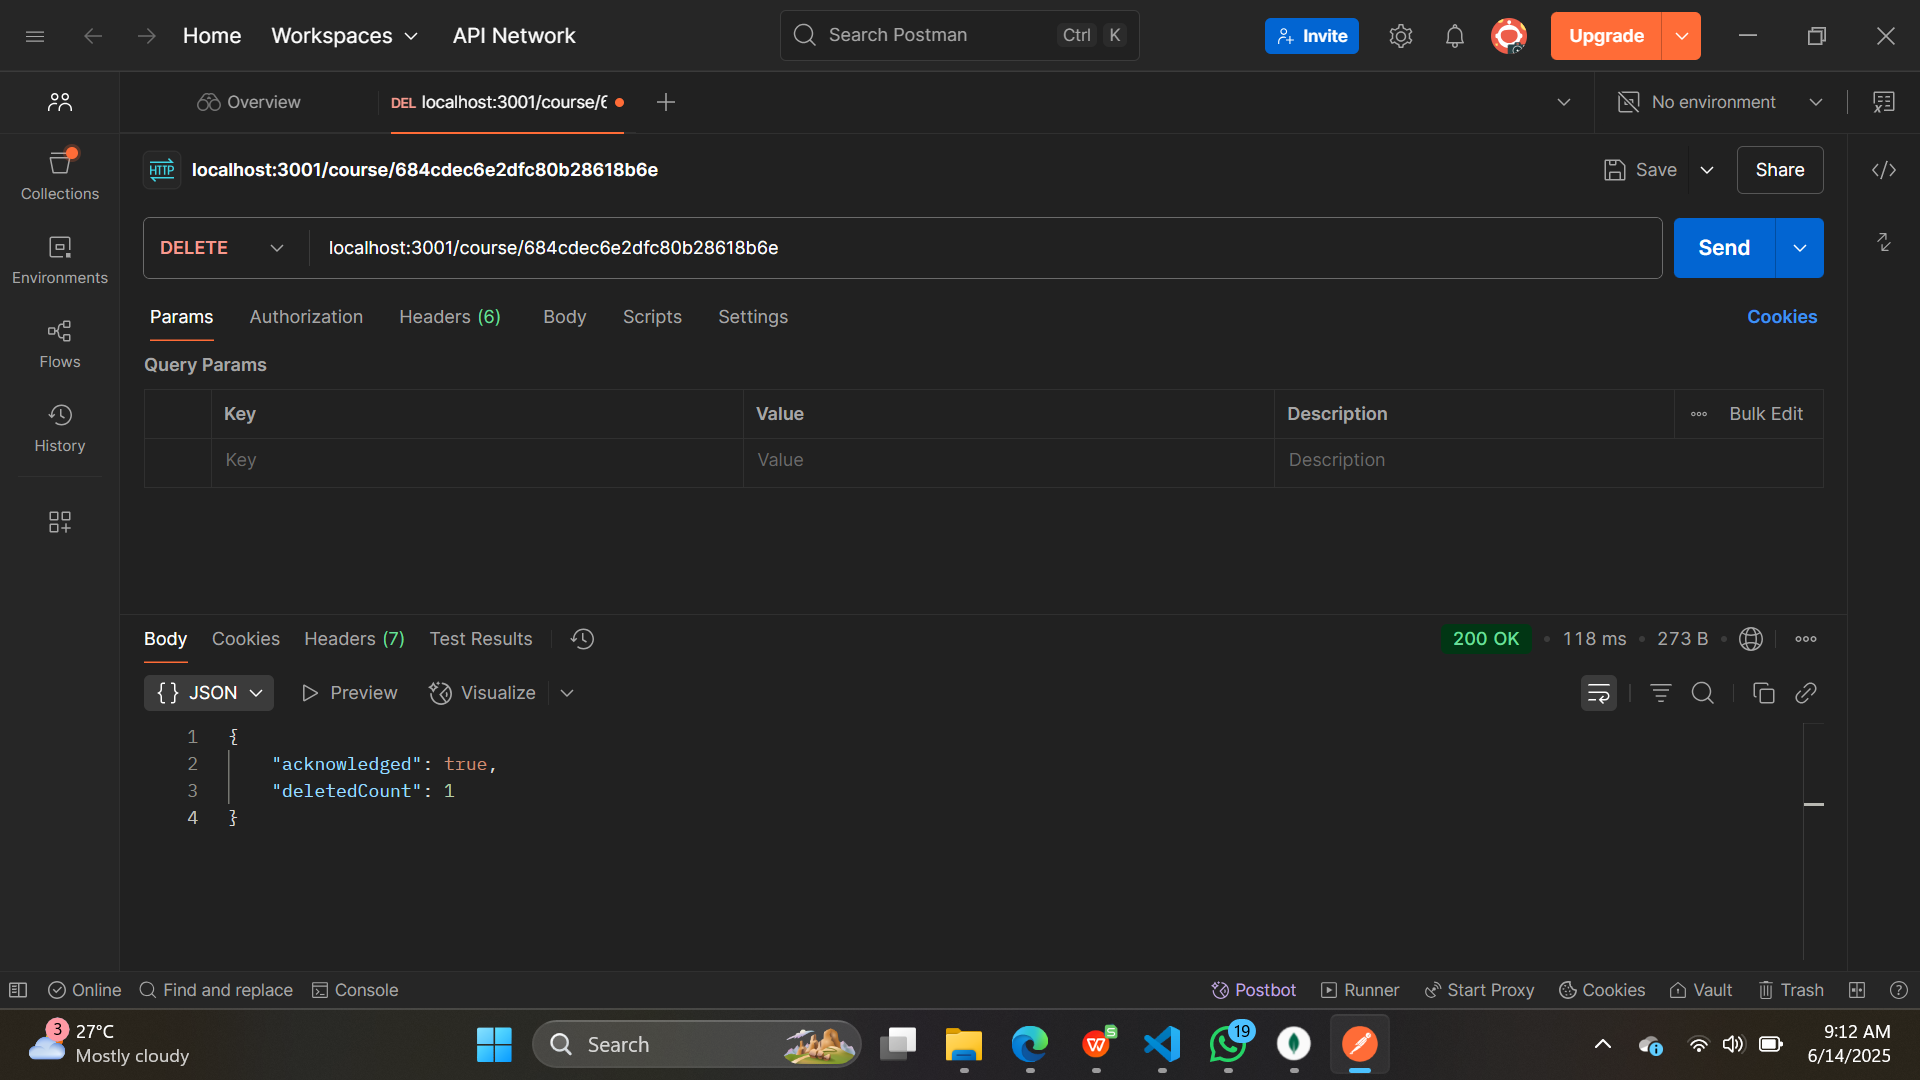 Home Workspaces API Network Search Postman Ctrl K Invite Upgrade
Overview DEL localhost:3001/course/6 No environment
HTTP localhost:3001/course/684cdec6e2dfc80b28618b6e Save Share
Collections
DELETE localhost:3001/course/684cdec6e2dfc80b28618b6e Send
Environments
Params Authorization Headers (6) Body Scripts Settings Cookies
Flows
Query Params
Key Value Description Bulk Edit
History
Key Value Description
Body Cookies Headers (7) Test Results 200 OK 118 ms 273 B
{} JSON Preview Visualize
1 {
2 "acknowledged": true,
3 "deletedCount": 1
4 }
Online Find and replace Console Postbot Runner Start Proxy Cookies Vault Trash
3 27°C
Mostly cloudy
Search
W S
19
9:12 AM
6/14/2025